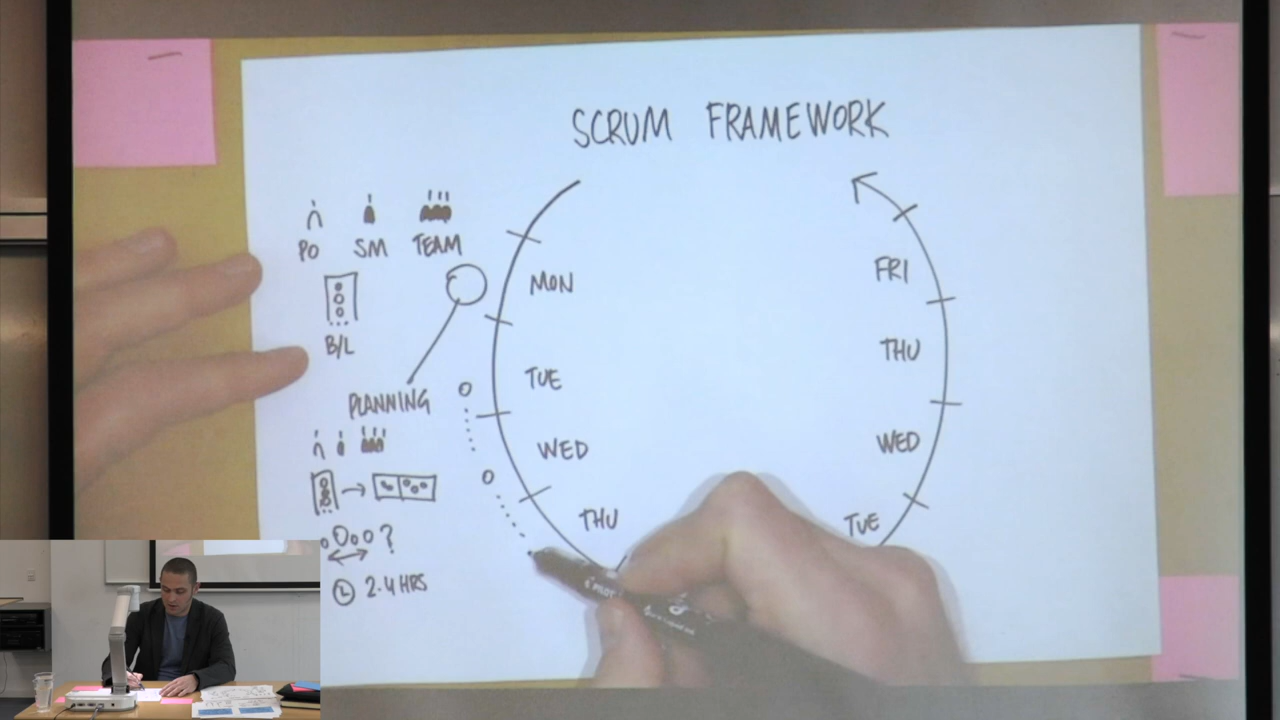 SCRUM FRAMEWORK
PO SM TEAM
B/L
PLANNING
?
2-4 HRS
MON
TUE
WED
THU
FRI
THU
WED
TUE